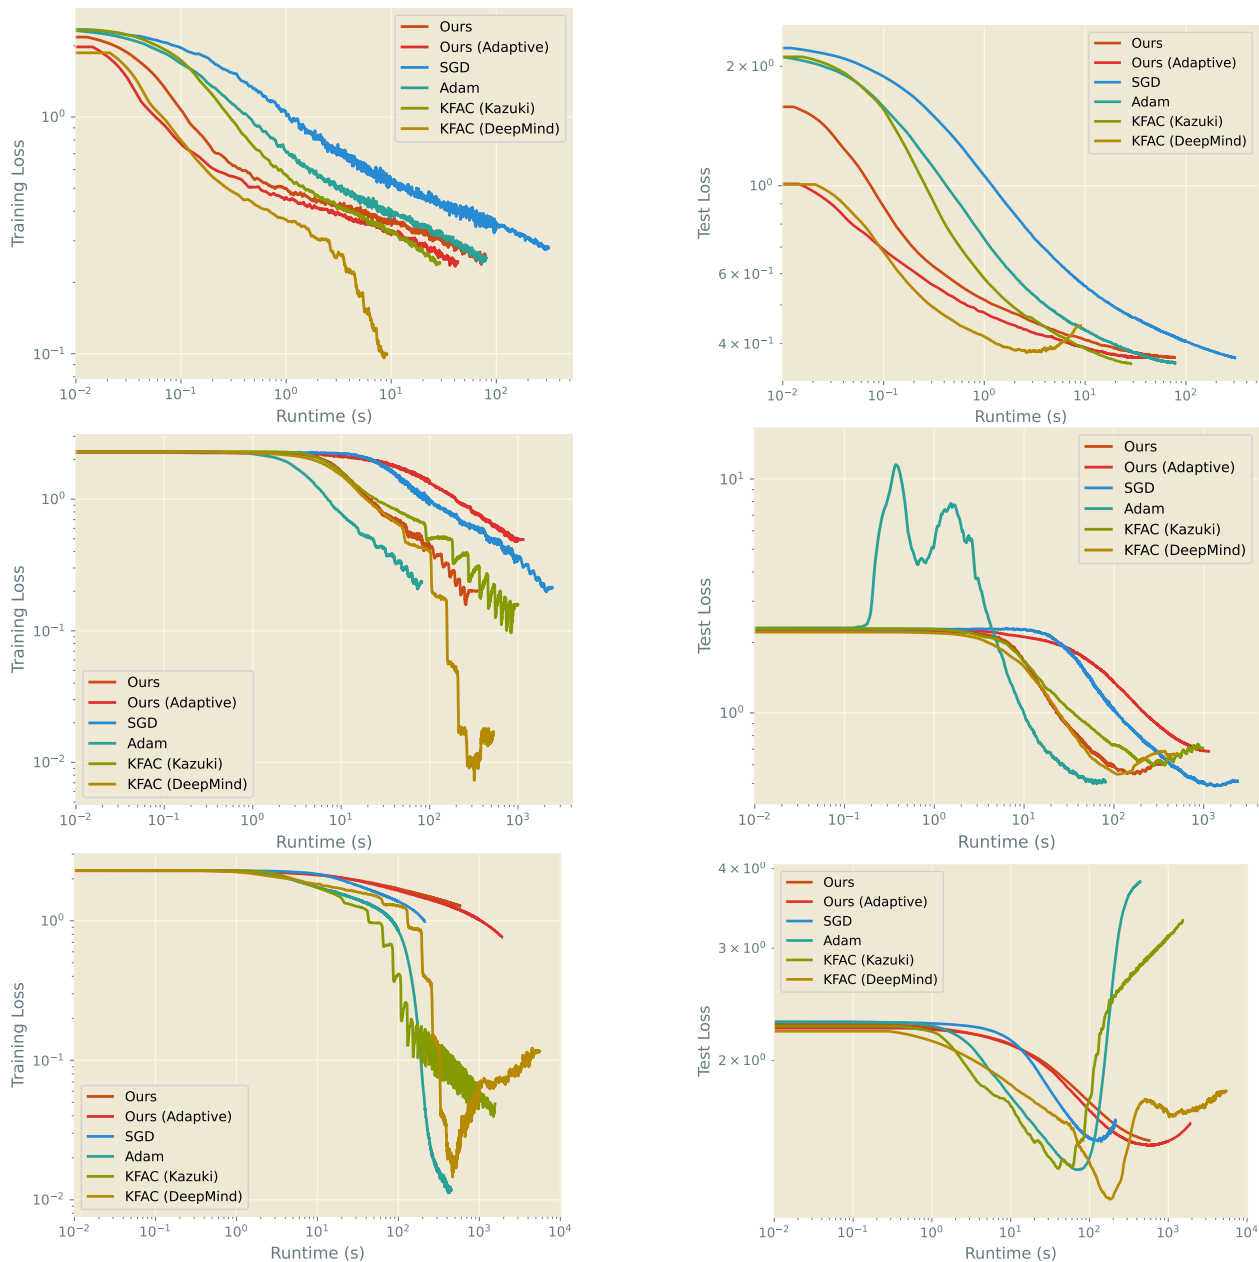 Training Loss
10⁰
10⁻¹
10⁻² 10⁻¹ 10⁰ 10¹ 10²
Runtime (s)
Ours
Ours (Adaptive)
SGD
Adam
KFAC (Kazuki)
KFAC (DeepMind)
Test Loss
2 × 10⁰
10⁰
6 × 10⁻¹
4 × 10⁻¹
10⁻² 10⁻¹ 10⁰ 10¹ 10²
Runtime (s)
Ours
Ours (Adaptive)
SGD
Adam
KFAC (Kazuki)
KFAC (DeepMind)
Training Loss
10⁰
10⁻¹
10⁻²
10⁻² 10⁻¹ 10⁰ 10¹ 10² 10³
Runtime (s)
Ours
Ours (Adaptive)
SGD
Adam
KFAC (Kazuki)
KFAC (DeepMind)
Test Loss
10¹
10⁰
10⁻² 10⁻¹ 10⁰ 10¹ 10² 10³
Runtime (s)
Ours
Ours (Adaptive)
SGD
Adam
KFAC (Kazuki)
KFAC (DeepMind)
Training Loss
10⁰
10⁻¹
10⁻²
10⁻² 10⁻¹ 10⁰ 10¹ 10² 10³ 10⁴
Runtime (s)
Ours
Ours (Adaptive)
SGD
Adam
KFAC (Kazuki)
KFAC (DeepMind)
Test Loss
4 × 10⁰
3 × 10⁰
2 × 10⁰
10⁻² 10⁻¹ 10⁰ 10¹ 10² 10³ 10⁴
Runtime (s)
Ours
Ours (Adaptive)
SGD
Adam
KFAC (Kazuki)
KFAC (DeepMind)